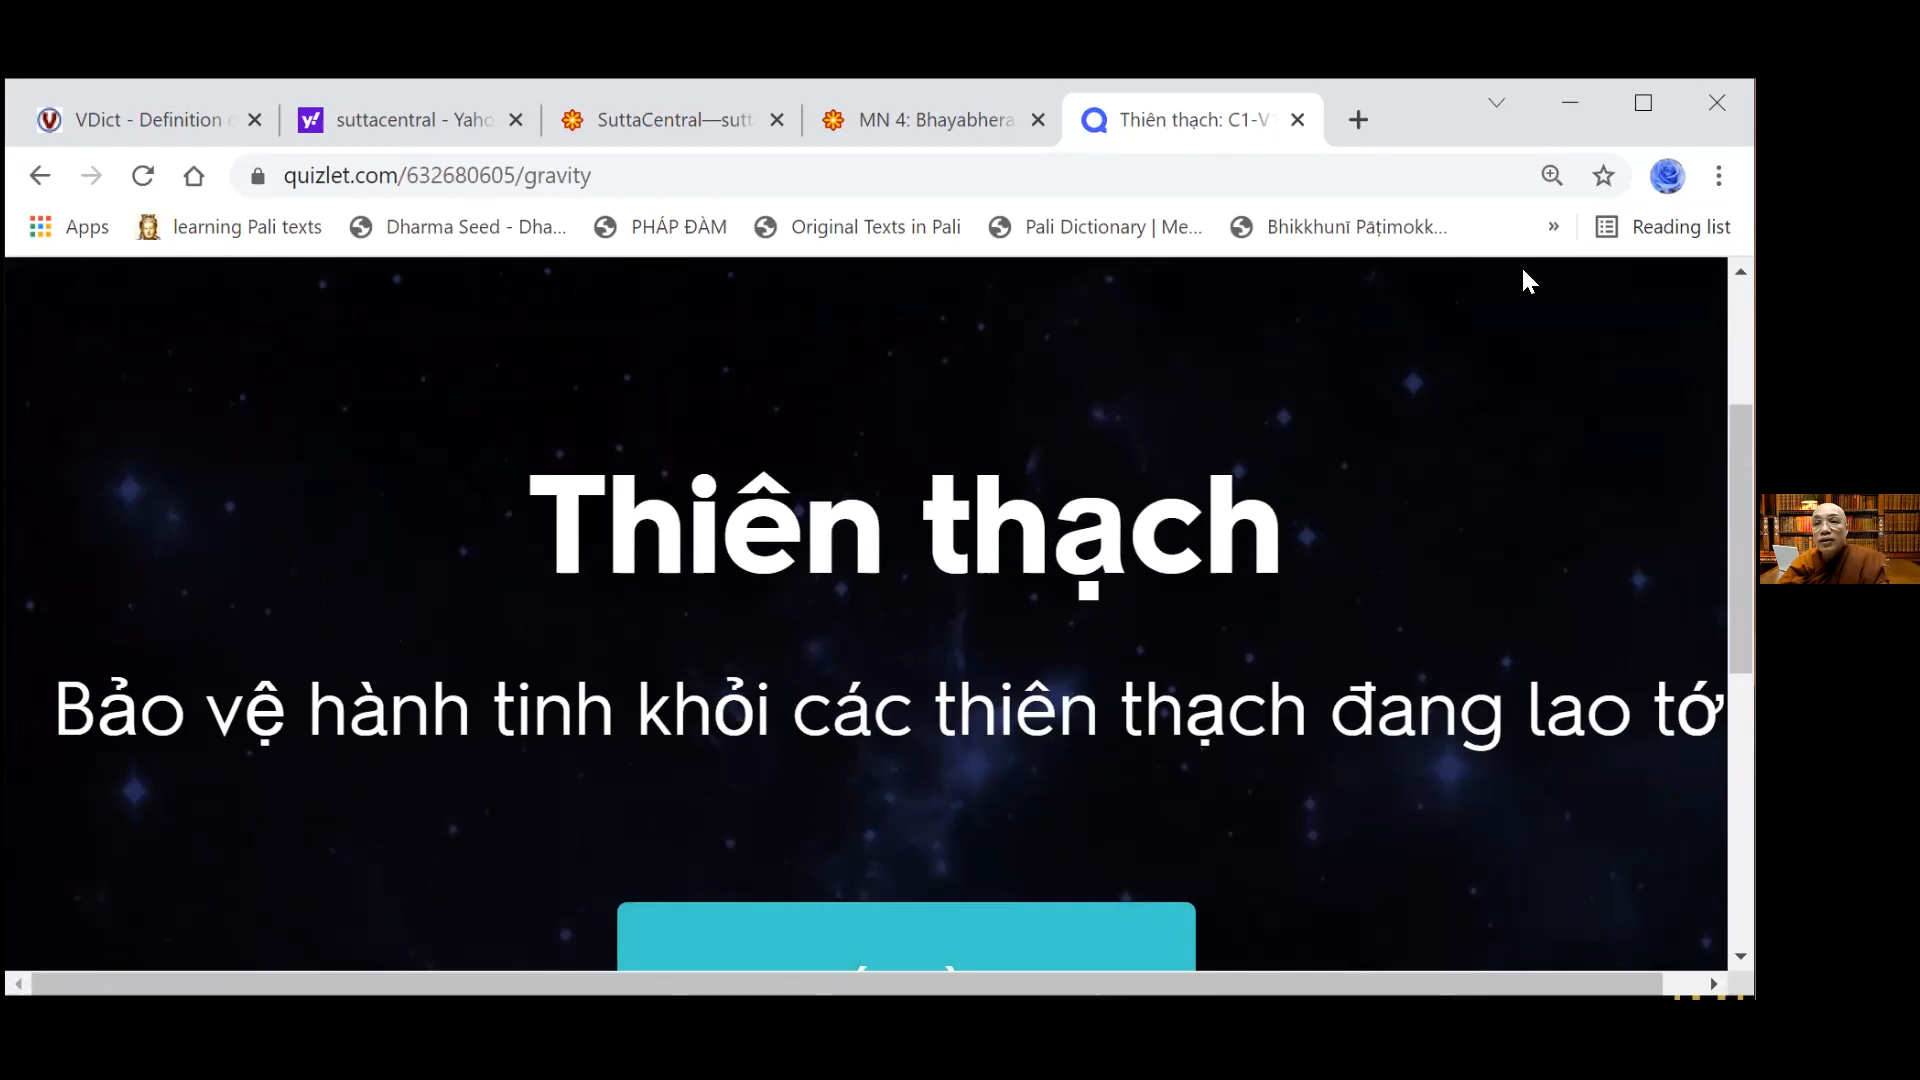 VDict - Definition
suttacentral - Yaho
SuttaCentral—sutt
MN 4: Bhayabhera
Thiên thạch: C1-V
quizlet.com/632680605/gravity
Apps
learning Pali texts
Dharma Seed - Dha...
PHÁP ĐÀM
Original Texts in Pali
Pali Dictionary | Me...
Bhikkhunī Pāṭimokk...
»
Reading list
Thiên thạch
Bảo vệ hành tinh khỏi các thiên thạch đang lao tớ